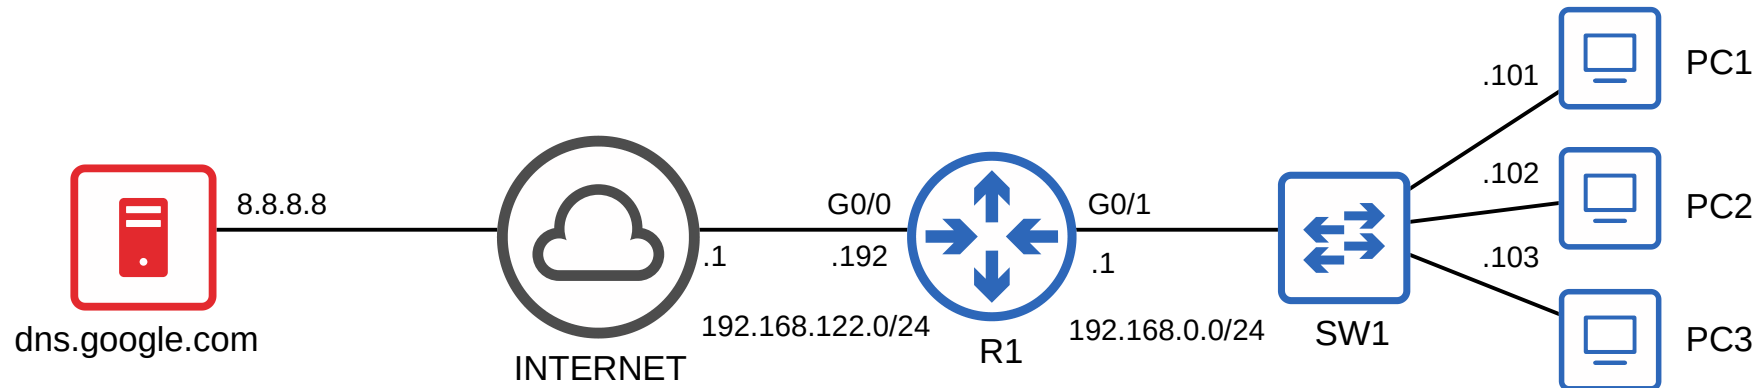 8.8.8.8
dns.google.com
INTERNET
.1
G0/0
.192
192.168.122.0/24
R1
G0/1
.1
192.168.0.0/24
SW1
.101
.102
.103
PC1
PC2
PC3